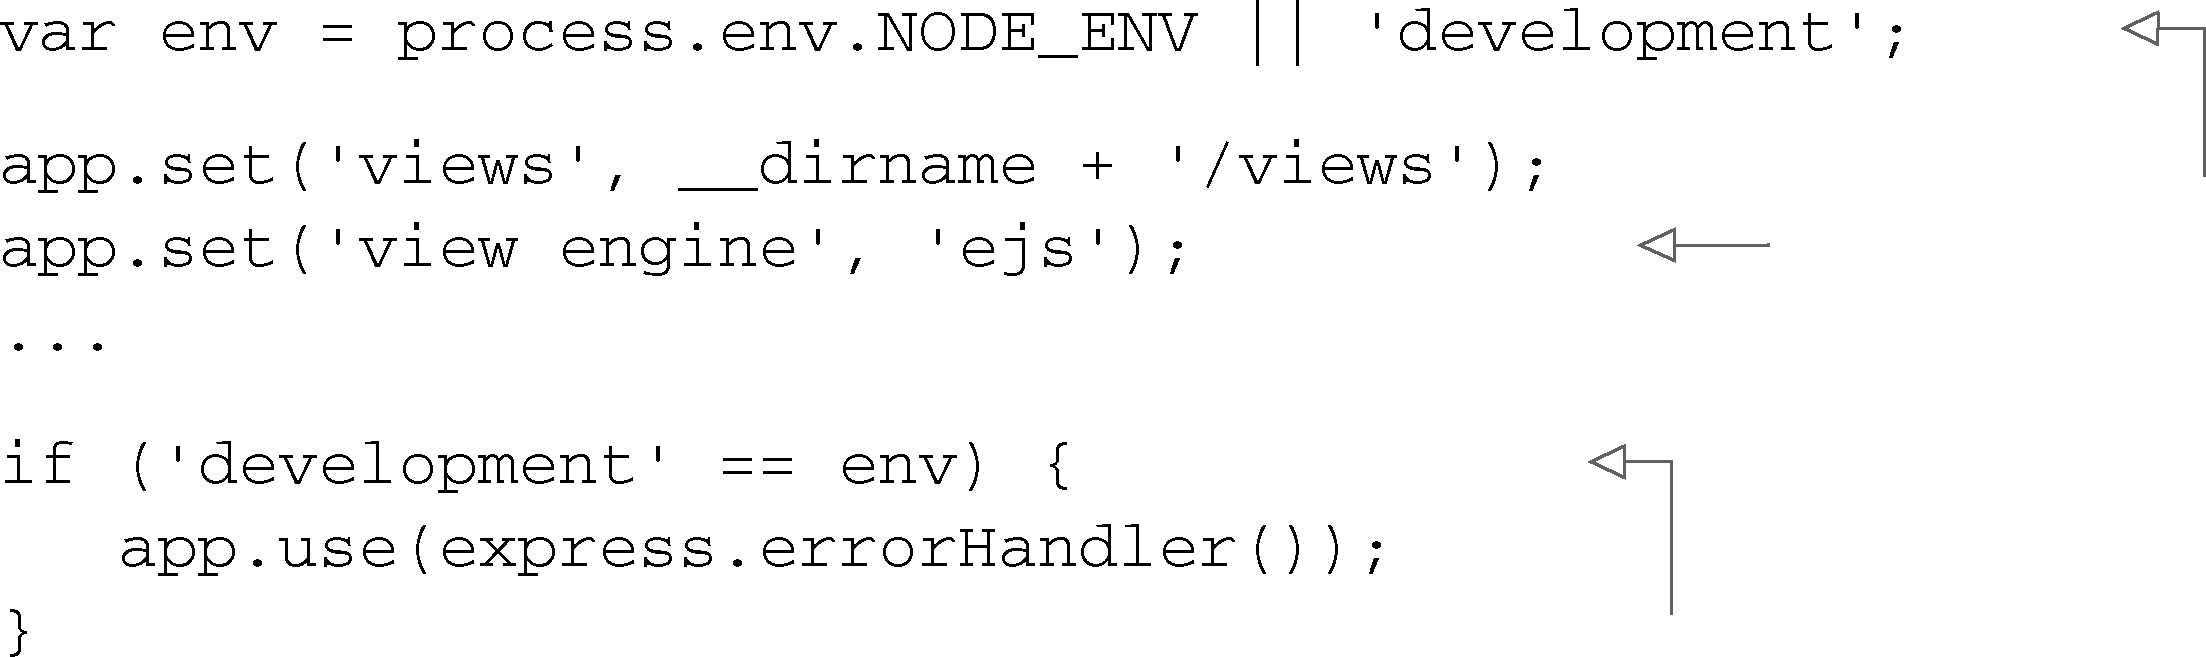 var env = process.env.NODE_ENV || 'development';
app.set('views', __dirname + '/views');
app.set('view engine', 'ejs');
...
if ('development' == env) {
   app.use(express.errorHandler());
}